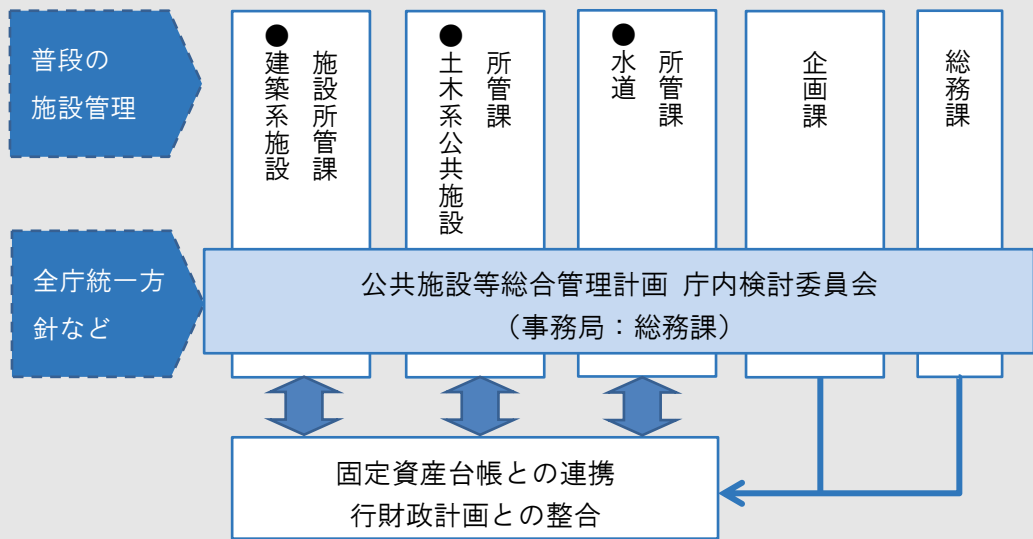 普段の
施設管理
●建築系施設
施設所管課
●土木系公共施設
所管課
●水道
所管課
企画課
総務課
全庁統一方
針など
公共施設等総合管理計画 庁内検討委員会
（事務局：総務課）
固定資産台帳との連携
行財政計画との整合